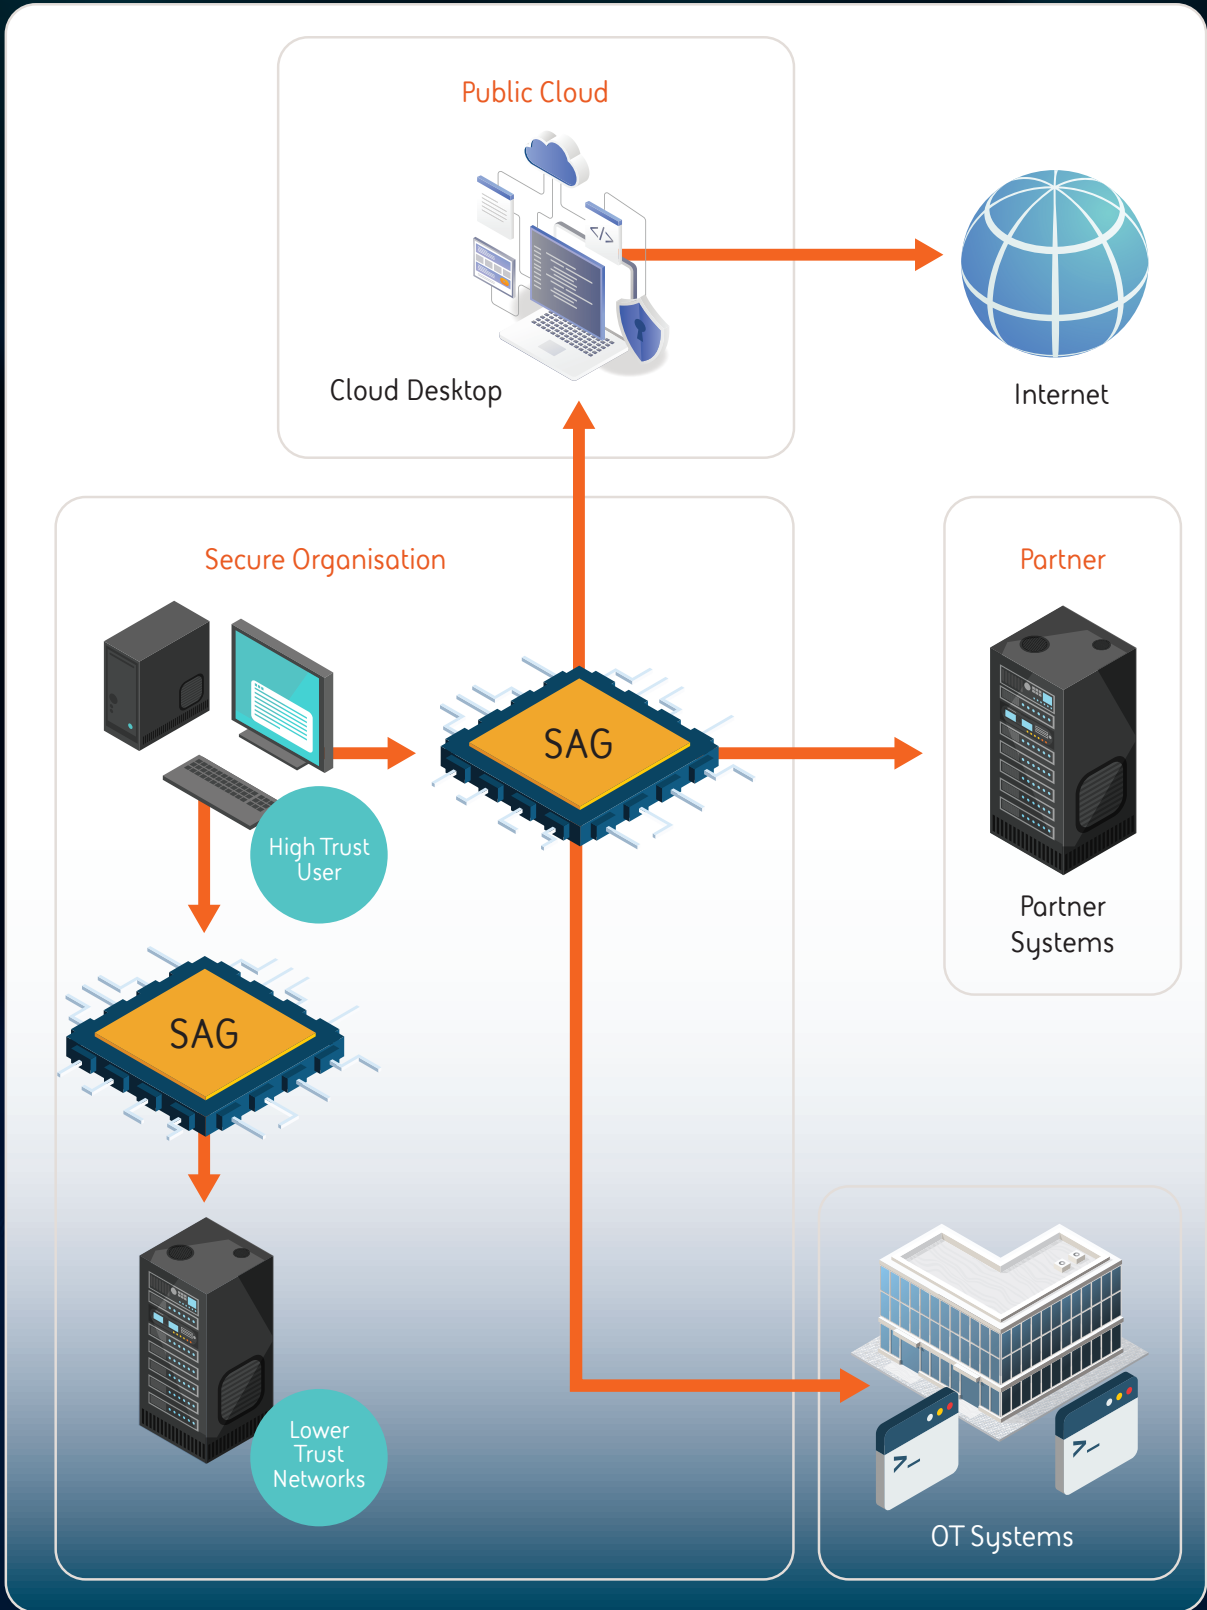 Public Cloud
</>
Cloud Desktop
Internet
Secure Organisation
Partner
SAG
High Trust
User
Partner
Systems
SAG
Lower
Trust
Networks
>-
>-
OT Systems